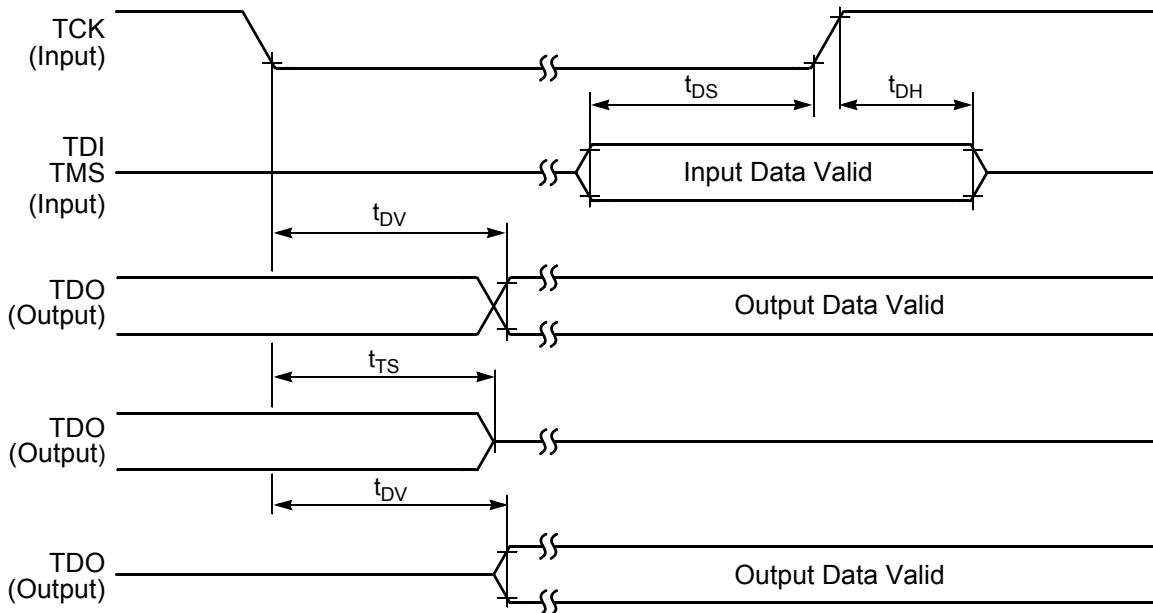 TCK
(Input)
tDS
tDH
TDI
TMS
(Input)
Input Data Valid
tDV
TDO
(Output)
Output Data Valid
tTS
TDO
(Output)
tDV
TDO
(Output)
Output Data Valid